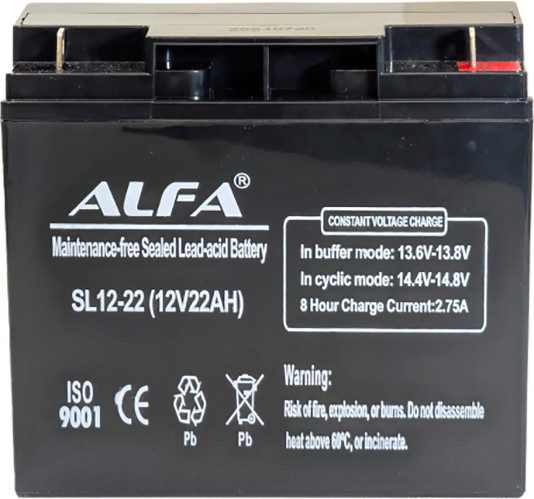 20240720
ALFA®
Maintenance-free Sealed Lead-acid Battery
SL12-22 (12V22AH)
CONSTANT VOLTAGE CHARGE
In buffer mode: 13.6V-13.8V
In cyclic mode: 14.4V-14.8V
8 Hour Charge Current:2.75A
ISO
9001
CE
Pb
Pb
Warning:
Risk of fire, explosion, or burns. Do not disassemble
heat above 60°C, or incinerate.